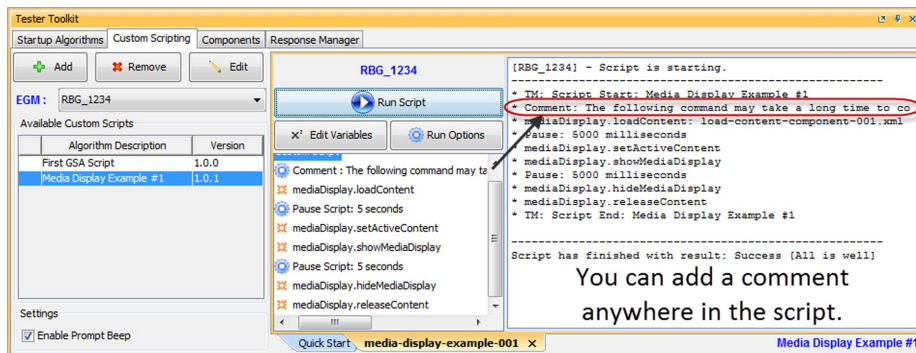 Tester Toolkit
Startup Algorithms Custom Scripting Components Response Manager
Add Remove Edit
EGM : RBG_1234
Available Custom Scripts
Algorithm Description Version
First GSA Script 1.0.0
Media Display Example #1 1.0.1
Settings
Enable Prompt Beep
RBG_1234
Run Script
Edit Variables Run Options
Custom Script
Comment : The following command may ta
mediaDisplay.loadContent
Pause Script: 5 seconds
mediaDisplay.setActiveContent
mediaDisplay.showMediaDisplay
Pause Script: 5 seconds
mediaDisplay.hideMediaDisplay
mediaDisplay.releaseContent
[RBG_1234] - Script is starting.
* TM: Script Start: Media Display Example #1
* Comment: The following command may take a long time to co
* mediaDisplay.loadContent: load-content-component-001.xml
* Pause: 5000 milliseconds
* mediaDisplay.setActiveContent
* mediaDisplay.showMediaDisplay
* Pause: 5000 milliseconds
* mediaDisplay.hideMediaDisplay
* mediaDisplay.releaseContent
* TM: Script End: Media Display Example #1
Script has finished with result: Success [All is well]
You can add a comment
anywhere in the script.
Quick Start media-display-example-001 ×
Media Display Example #1